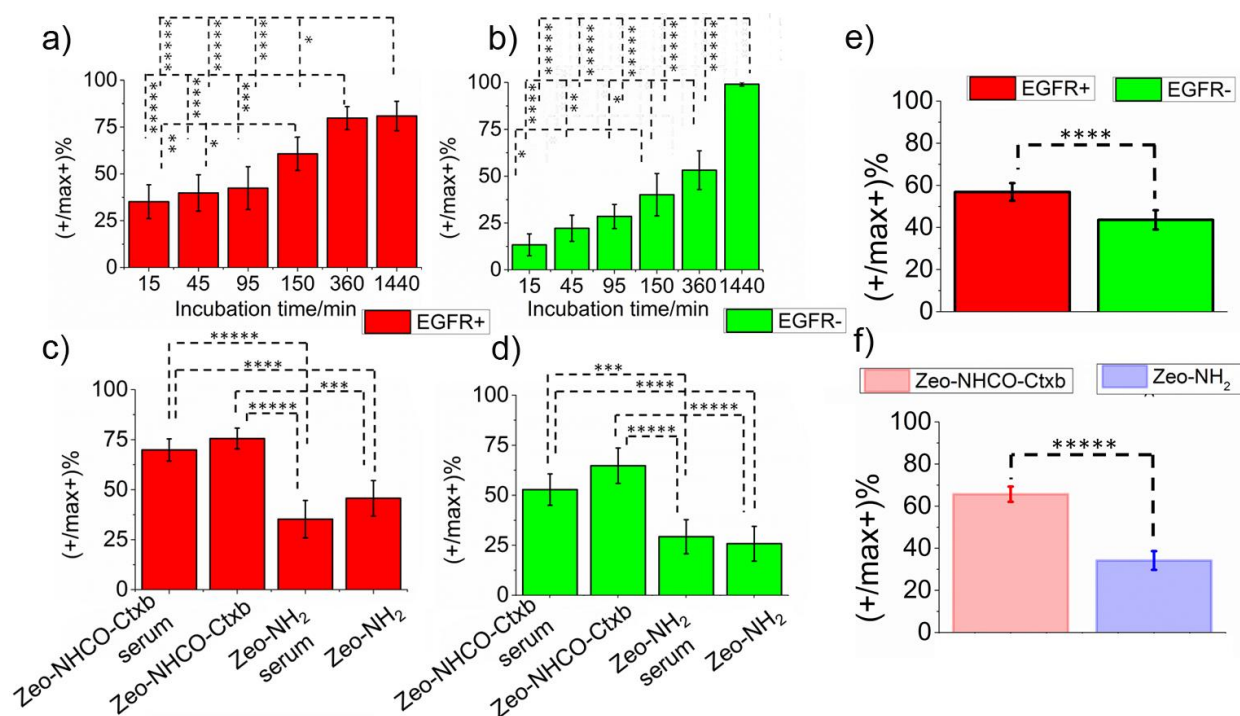 a)
***** ***** **** *
***** **** ***
** *
100
75
50
25
0
(+/max+)%
15 45 95 150 360 1440
Incubation time/min
EGFR+
b)
****** ***** **** ***** *****
***** ** *
*
100
75
50
25
0
(+/max+)%
15 45 95 150 360 1440
Incubation time/min
EGFR-
c)
*****
****
***
*****
100
75
50
25
0
(+/max+)%
Zeo-NHCO-Ctxb serum
Zeo-NHCO-Ctxb
Zeo-NH2 serum
Zeo-NH2
d)
***
****
*****
*****
100
75
50
25
0
(+/max+)%
Zeo-NHCO-Ctxb serum
Zeo-NHCO-Ctxb
Zeo-NH2 serum
Zeo-NH2
e)
EGFR+ EGFR-
****
100
80
60
40
20
0
(+/max+)%
f)
Zeo-NHCO-Ctxb Zeo-NH2
*****
100
80
60
40
20
0
(+/max+)%